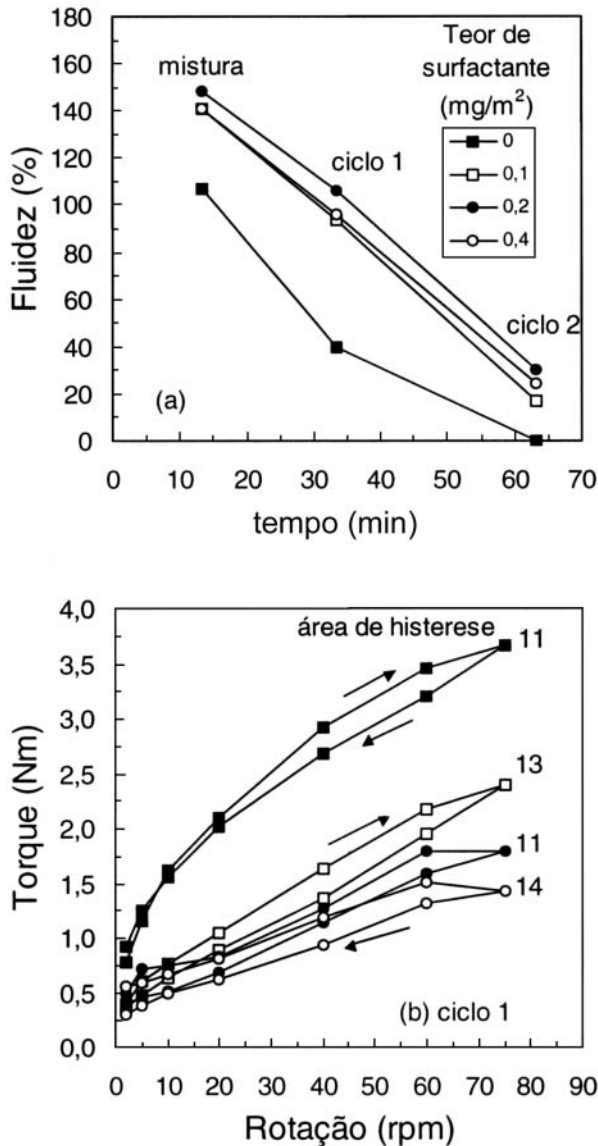 180
160
140
120
100
80
60
40
20
0
Fluidez (%)
mistura
ciclo 1
ciclo 2
Teor de
surfactante
(mg/m²)
0
0,1
0,2
0,4
(a)
0 10 20 30 40 50 60 70
tempo (min)
4,0
3,5
3,0
2,5
2,0
1,5
1,0
0,5
0,0
Torque (Nm)
área de histerese
11
13
11
14
(b) ciclo 1
0 10 20 30 40 50 60 70 80 90
Rotação (rpm)